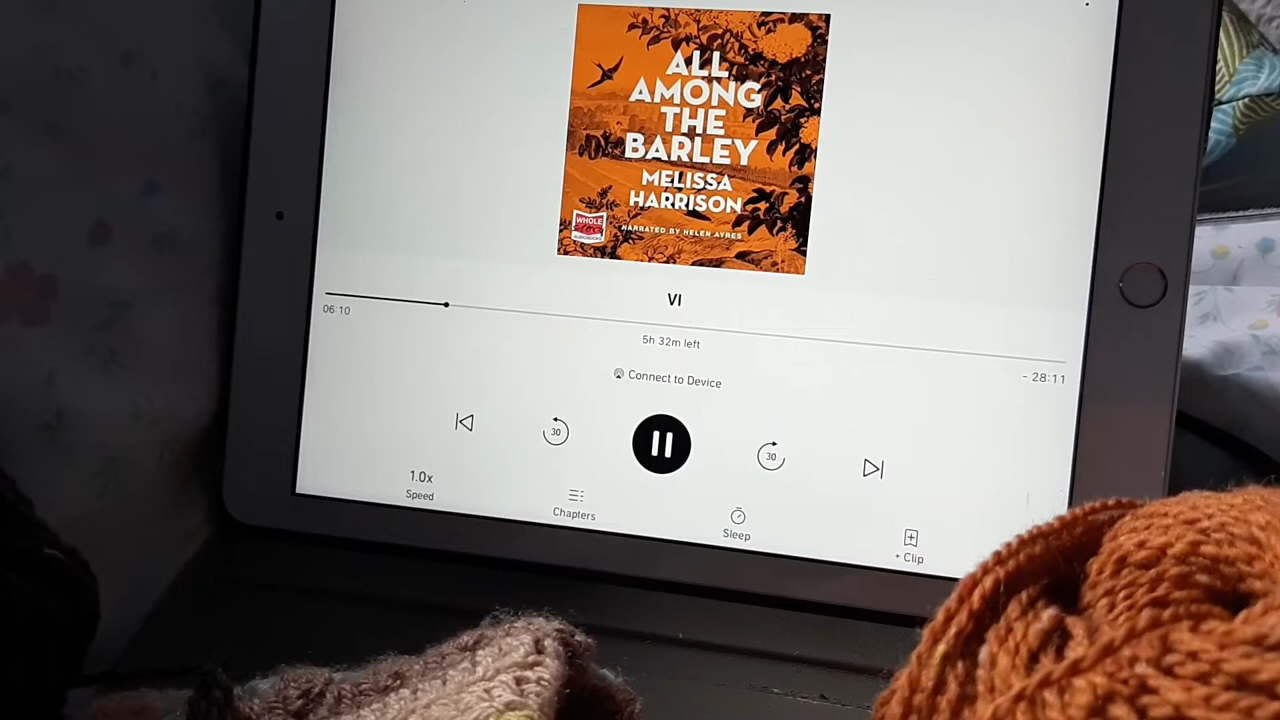 ALL
AMONG
THE
BARLEY
MELISSA
HARRISON
WHOLE
AUDIOBOOKS
NARRATED BY HELEN AYRES
VI
06:10
5h 32m left
- 28:11
Connect to Device
30
30
1.0x
Speed
Chapters
Sleep
+ Clip